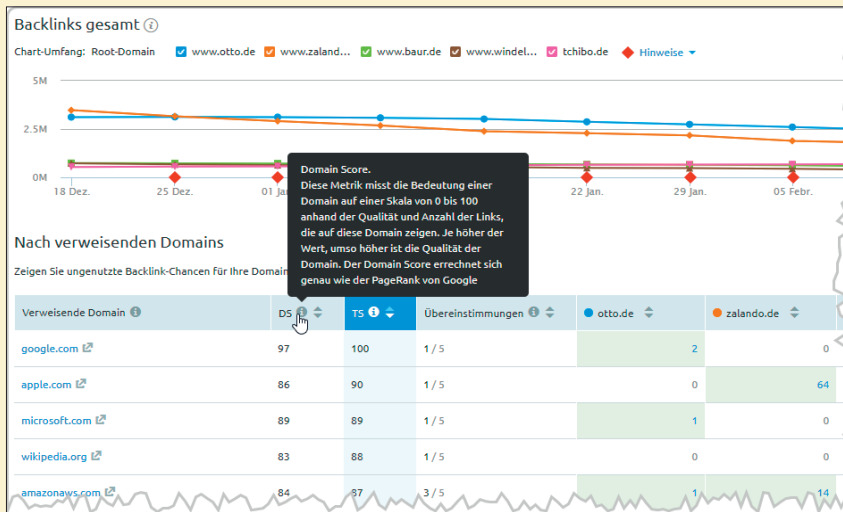 Backlinks gesamt
Chart-Umfang: Root-Domain www.otto.de www.zaland... www.baur.de www.windel... tchibo.de Hinweise
5M
2.5M
0M
18 Dez. 25 Dez. 01 Ja 22 Jan. 29 Jan. 05 Febr.
Domain Score.
Diese Metrik misst die Bedeutung einer
Domain auf einer Skala von 0 bis 100
anhand der Qualität und Anzahl der Links,
die auf diese Domain zeigen. Je höher der
Wert, umso höher ist die Qualität der
Domain. Der Domain Score errechnet sich
genau wie der PageRank von Google
Nach verweisenden Domains
Zeigen Sie ungenutzte Backlink-Chancen für Ihre Domain
Verweisende Domain DS TS Übereinstimmungen otto.de zalando.de
google.com 97 100 1 / 5 2 0
apple.com 86 90 1 / 5 0 64
microsoft.com 89 89 1 / 5 1 0
wikipedia.org 83 88 1 / 5 0 0
amazonaws.com 84 87 3 / 5 1 14